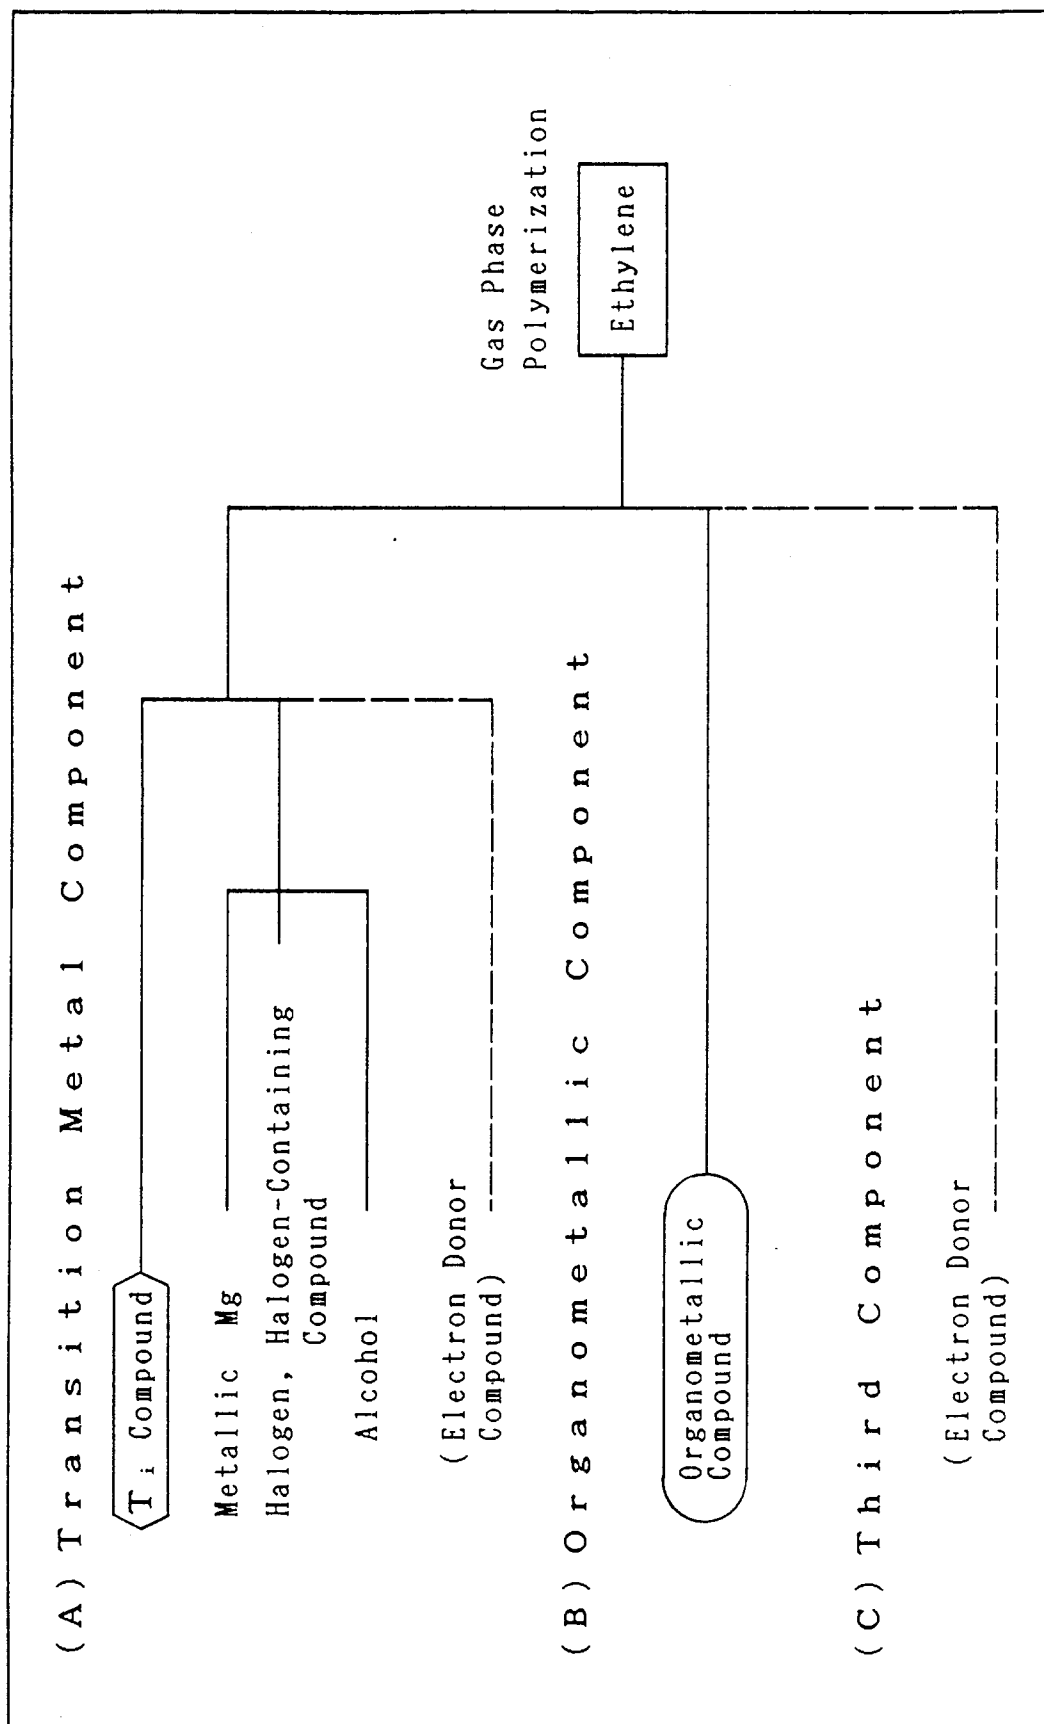 (A) Transition Metal Component
Ti Compound
Metallic Mg
Halogen, Halogen-Containing
Compound
Alcohol
(Electron Donor
Compound)
Gas Phase
Polymerization
Ethylene
(B) Organometallic Component
Organometallic
Compound
(C) Third Component
(Electron Donor
Compound)